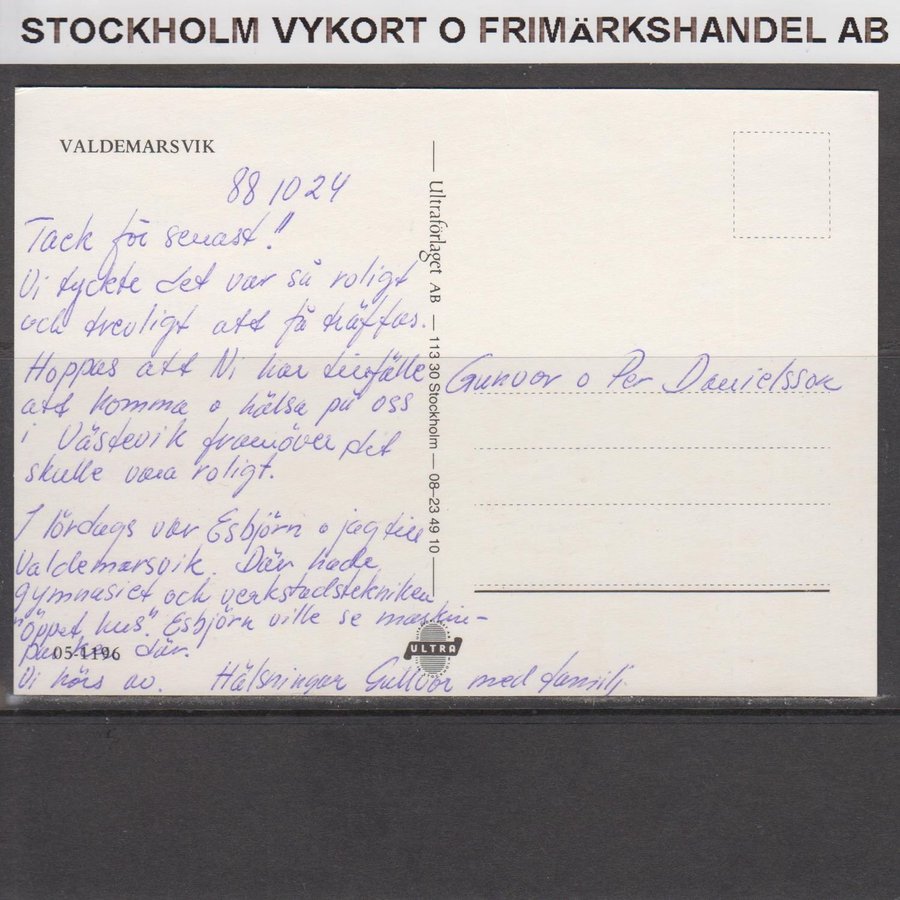 STOCKHOLM VYKORT O FRIMÄRKSHANDEL AB
VALDEMARSVIK
88 10 24
Tack för senast!!
Vi tyckte det var så roligt
och trevligt att få träffas.
Hoppas att Ni har tillfälle
att komma o hälsa på oss
i Västevik framöver det
skulle vara roligt.
I lördags var Esbjörn o jag till
Valdemarsvik. Där hade
gymnasiet och verkstadstekniken
"öppet hus". Esbjörn ville se maskin-
parken där.
Vi hörs av. Hälsningar Gullvor med familj
05-1196
Ultraförlaget AB — 113 30 Stockholm — 08-23 49 10
ULTRA
Gunvor o Per Danielsson